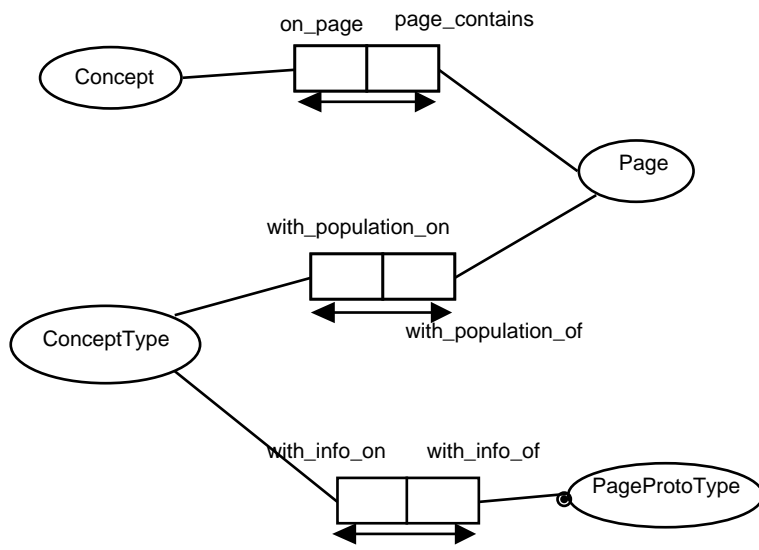 on_page
page_contains
Concept
Page
with_population_on
ConceptType
with_population_of
with_info_on
with_info_of
PageProtoType